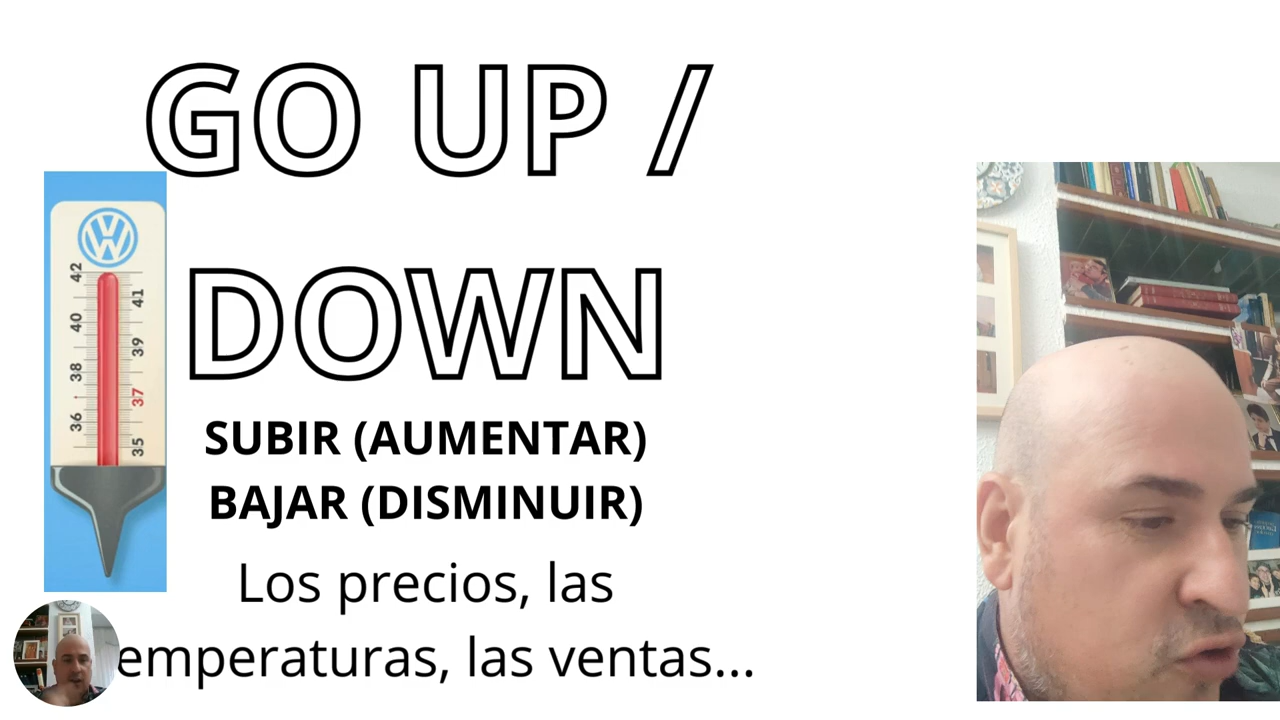 GO UP /
DOWN
SUBIR (AUMENTAR)
BAJAR (DISMINUIR)
Los precios, las
emperaturas, las ventas...
VW
42
41
40
39
38
37
36
35